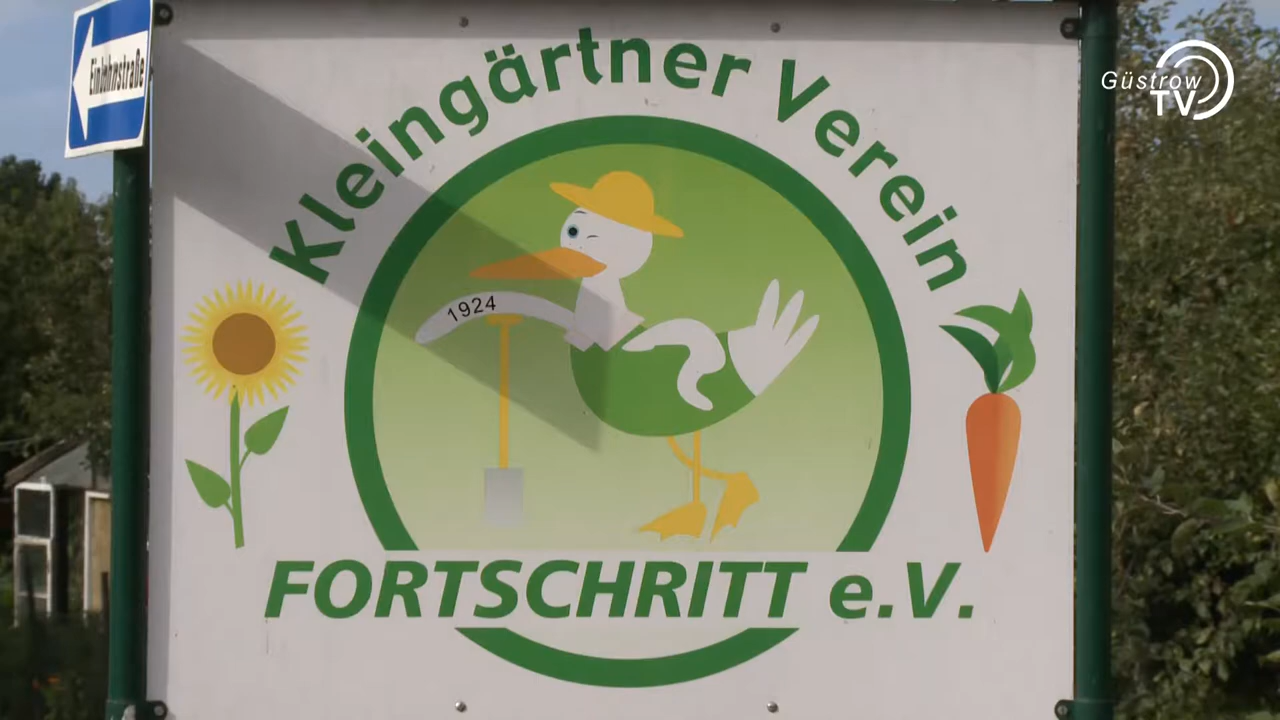 Einbahnstraße
Kleingärtner Verein
1924
FORTSCHRITT e.V.
Güstrow
TV